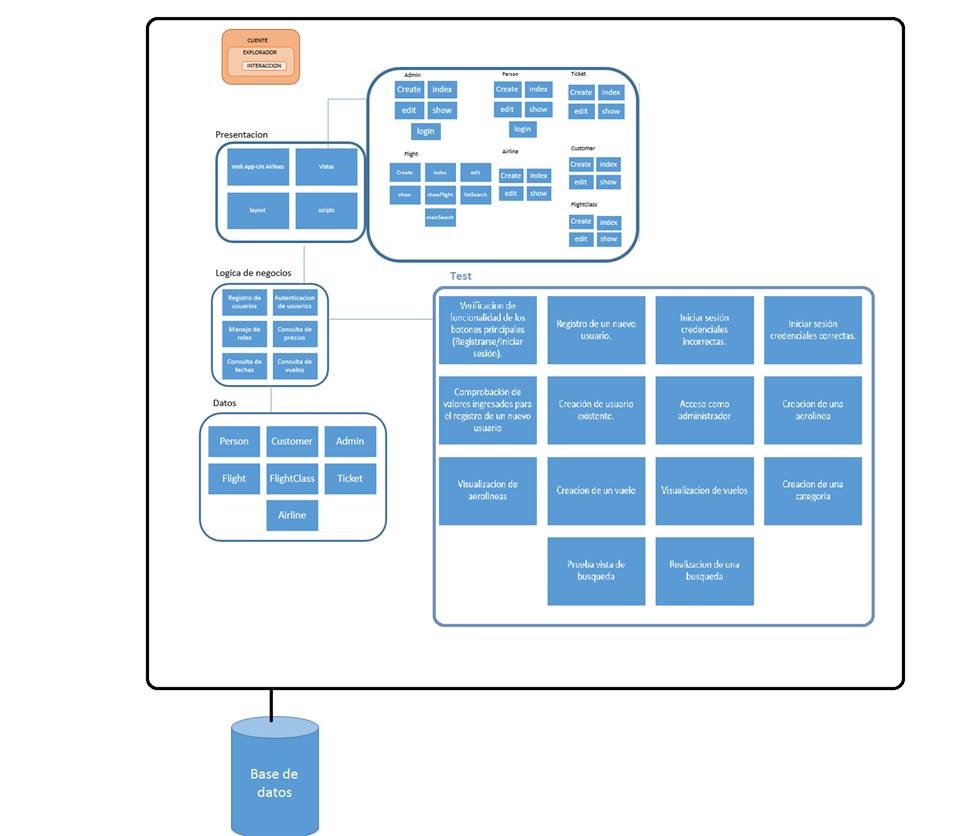 CLIENTE
EXPLORADOR
INTERACCION
Presentacion
Web App-UN Airlines
Vistas
layout
scripts
Admin
Create
index
edit
show
login
Person
Create
index
edit
show
login
Ticket
Create
index
edit
show
Flight
Create
index
edit
show
showFlight
listSearch
mainSearch
Airline
Create
index
edit
show
Customer
Create
index
edit
show
FlightClass
Create
index
edit
show
Logica de negocios
Registro de
usuarios
Autenticacion
de usuarios
Manejo de
roles
Consulta de
precios
Consulta de
fechas
Consulta de
vuelos
Test
Verificacion de
funcionalidad de los
botones principales
(Registrarse/Iniciar
sesión).
Registro de un nuevo
usuario.
Iniciar sesión
credenciales
incorrectas.
Iniciar sesión
credenciales correctas.
Comprobación de
valores ingresados para
el registro de un nuevo
usuario
Creación de usuario
existente.
Acceso como
administrador
Creacion de una
aerolinea
Visualizacion de
aerolineas
Creacion de un vuelo
Visualizacion de vuelos
Creacion de una
categoria
Prueba vista de
busqueda
Realizacion de una
busqueda
Datos
Person
Customer
Admin
Flight
FlightClass
Ticket
Airline
Base de
datos